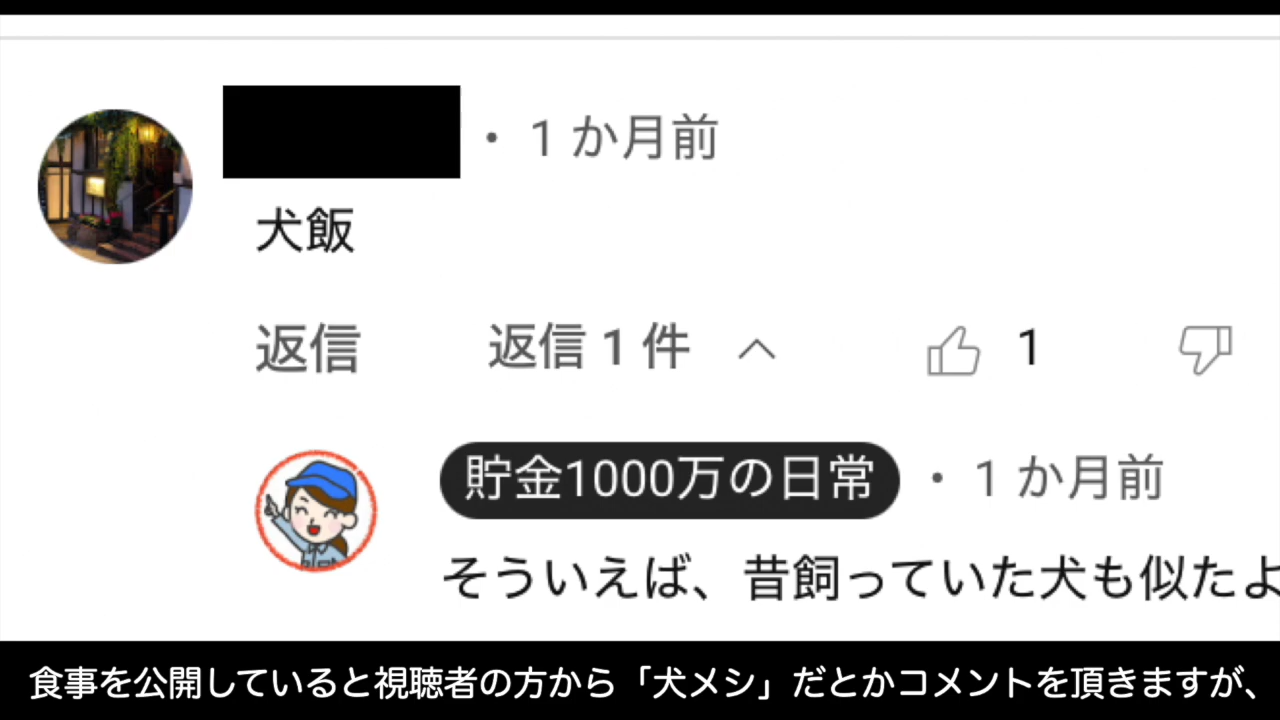 ・ 1 か月前
犬飯
返信 返信 1 件 1
貯金1000万の日常 ・ 1 か月前
そういえば、昔飼っていた犬も似たよ
食事を公開していると視聴者の方から「犬メシ」だとかコメントを頂きますが、